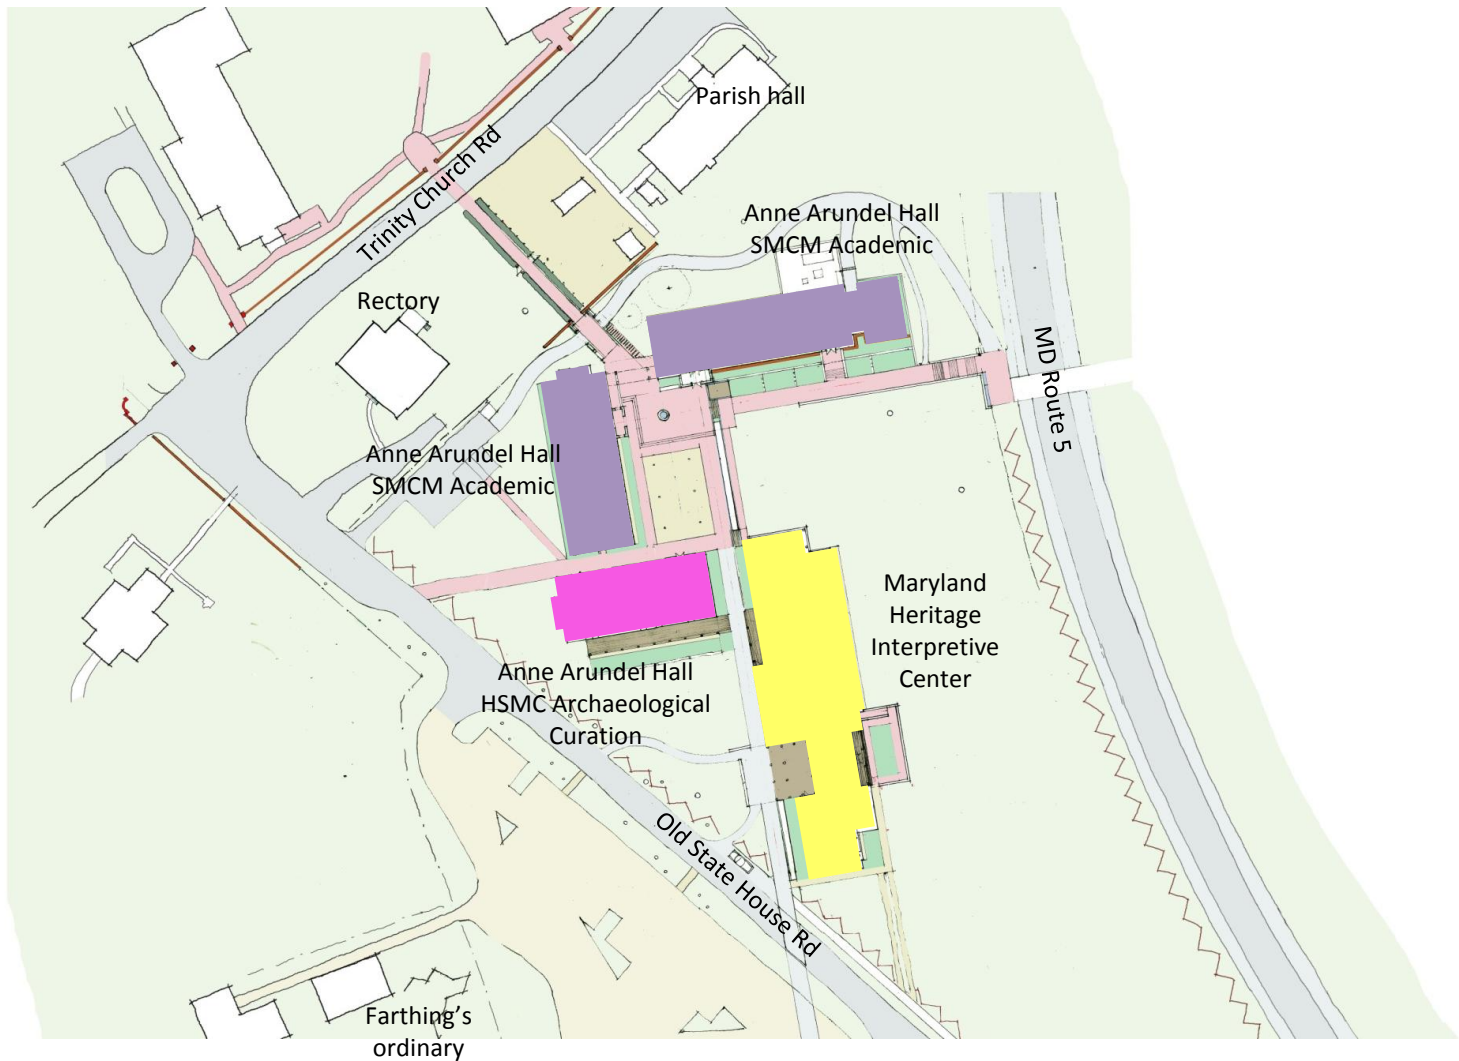 Parish hall
Trinity Church Rd
Anne Arundel Hall
SMCM Academic
Rectory
MD Route 5
Anne Arundel Hall
SMCM Academic
Maryland
Heritage
Interpretive
Center
Anne Arundel Hall
HSMC Archaeological
Curation
Old State House Rd
Farthing’s
ordinary